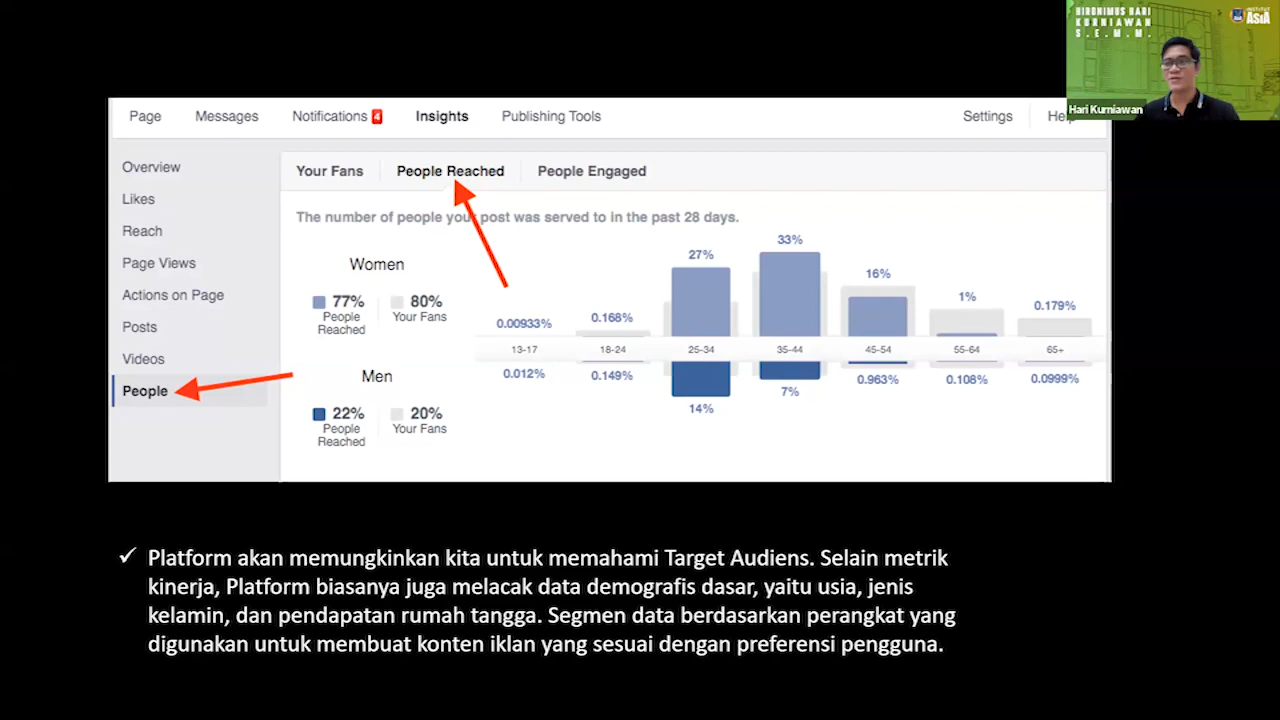 HIRONIMUS HARI
KURNIAWAN
S.E.M.M.
INSTITUT
ASIA
Hari Kurniawan
Page Messages Notifications 4 Insights Publishing Tools Settings Help
Overview
Likes
Reach
Page Views
Actions on Page
Posts
Videos
People
Your Fans People Reached People Engaged
The number of people your post was served to in the past 28 days.
Women
77% 80%
People Your Fans
Reached
0.00933% 0.168% 27% 33% 16% 1% 0.179%
13-17 18-24 25-34 35-44 45-54 55-64 65+
0.012% 0.149% 14% 7% 0.963% 0.108% 0.0999%
Men
22% 20%
People Your Fans
Reached
✓ Platform akan memungkinkan kita untuk memahami Target Audiens. Selain metrik
kinerja, Platform biasanya juga melacak data demografis dasar, yaitu usia, jenis
kelamin, dan pendapatan rumah tangga. Segmen data berdasarkan perangkat yang
digunakan untuk membuat konten iklan yang sesuai dengan preferensi pengguna.